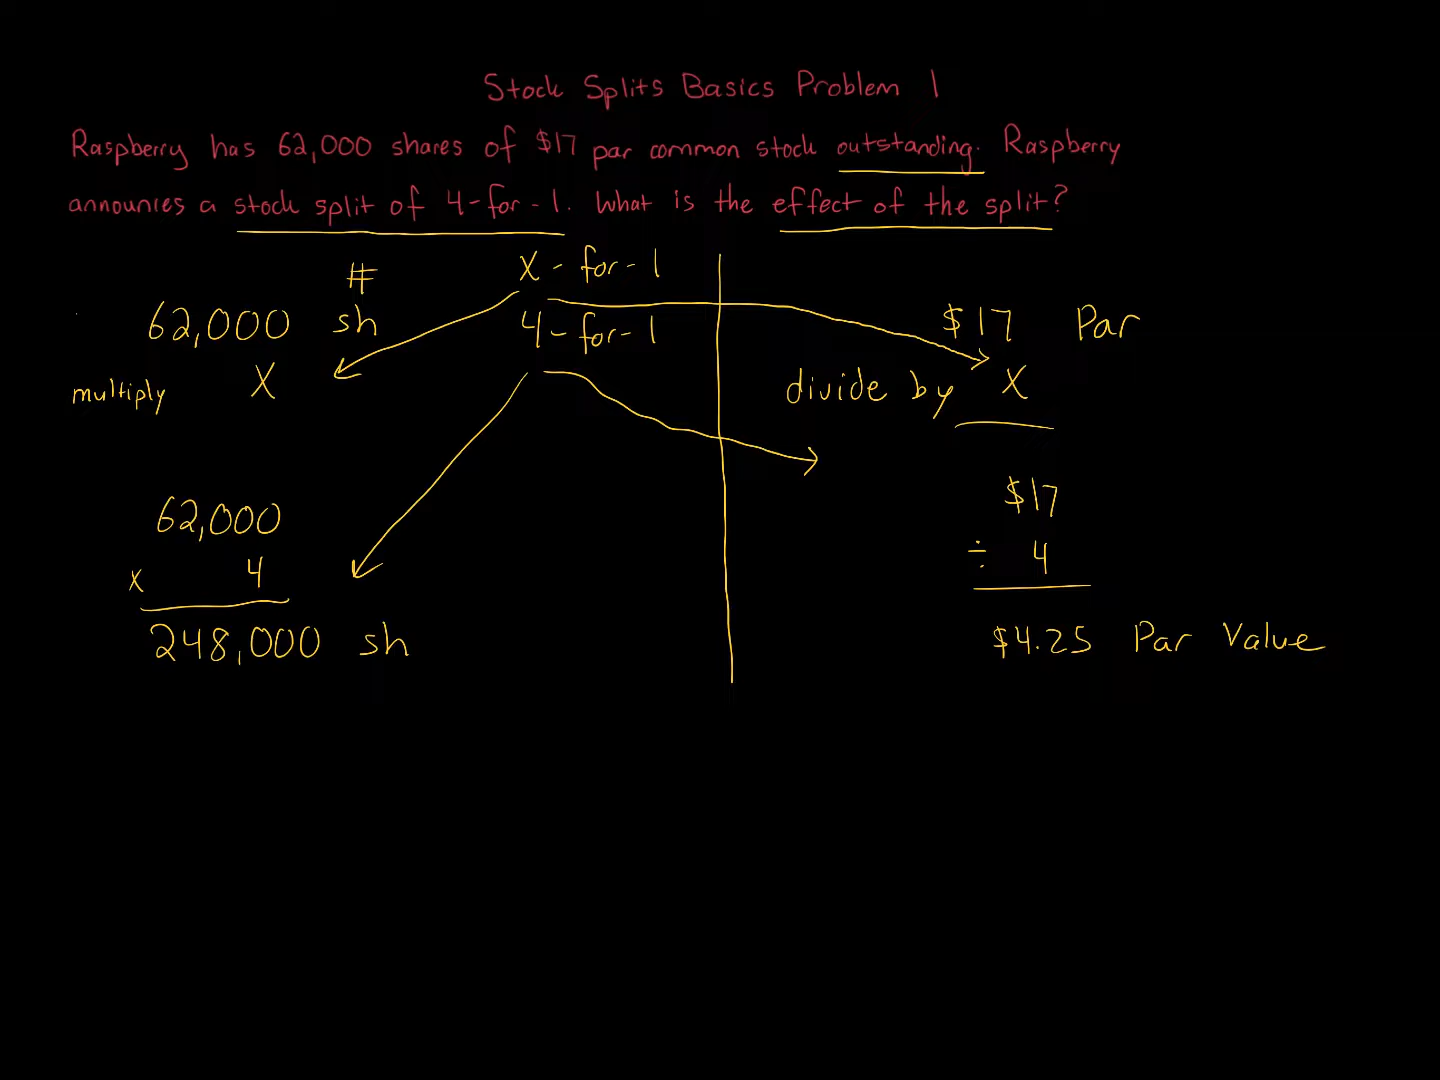 Stock Splits Basics Problem 1
Raspberry has 62,000 shares of $17 par common stock outstanding. Raspberry
announces a stock split of 4-for-1. What is the effect of the split?
# X-for-1
62,000 sh 4-for-1 $17 Par
multiply X divide by X
62,000 $17
x 4 ÷ 4
248,000 sh $4.25 Par Value